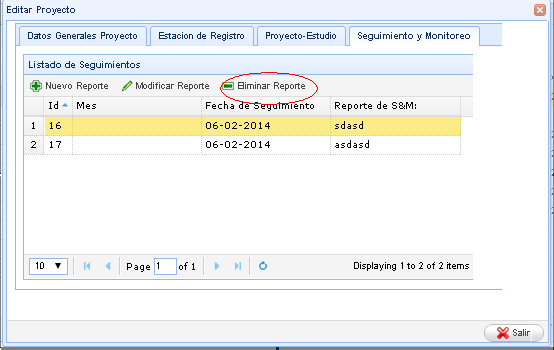 Editar Proyecto
Datos Generales Proyecto Estacion de Registro Proyecto-Estudio Seguimiento y Monitoreo
Listado de Seguimientos
Nuevo Reporte Modificar Reporte Eliminar Reporte
Id Mes Fecha de Seguimiento Reporte de S&M:
1 16 06-02-2014 sdasd
2 17 06-02-2014 asdasd
10 Page 1 of 1 Displaying 1 to 2 of 2 items
Salir